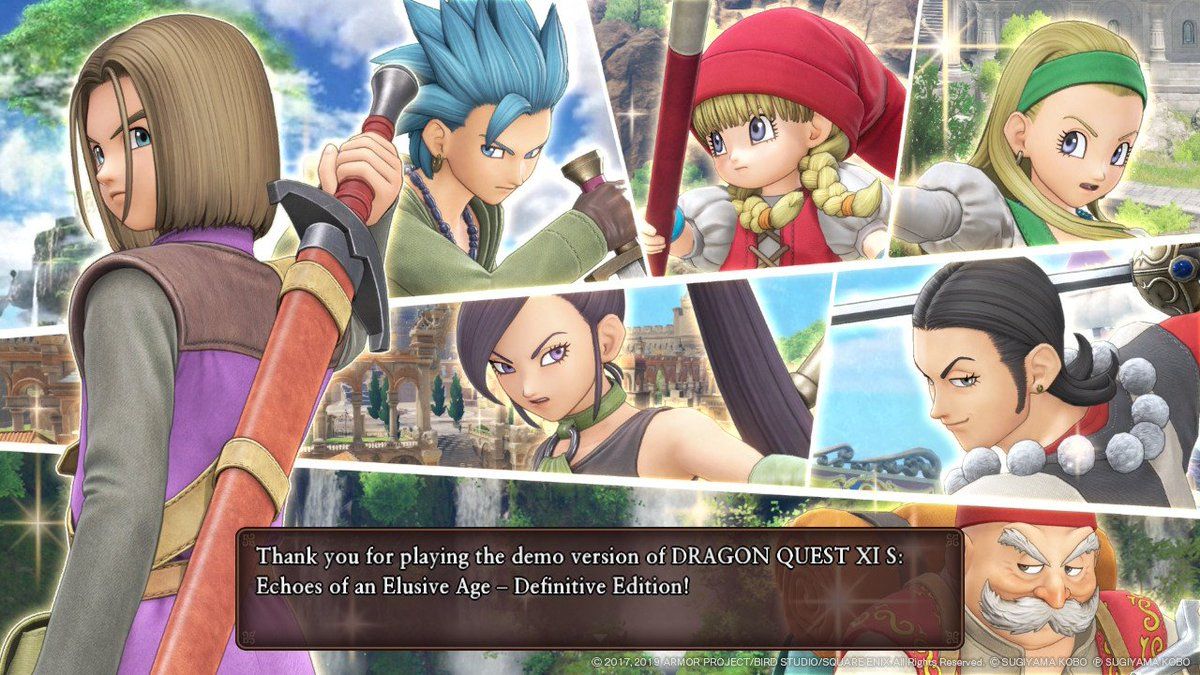 Thank you for playing the demo version of DRAGON QUEST XI S:
Echoes of an Elusive Age – Definitive Edition!
© 2017, 2019 ARMOR PROJECT/BIRD STUDIO/SQUARE ENIX All Rights Reserved. © SUGIYAMA KOBO ℗ SUGIYAMA KOBO